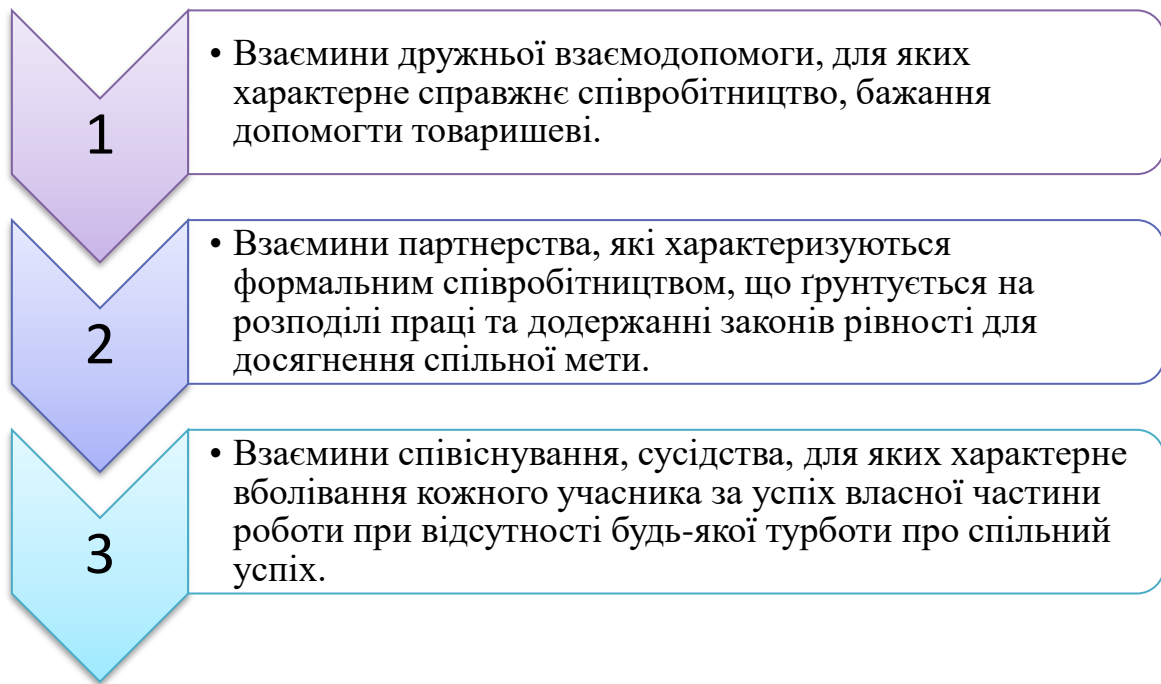 1
• Взаємини дружньої взаємодопомоги, для яких
характерне справжнє співробітництво, бажання
допомогти товаришеві.
2
• Взаємини партнерства, які характеризуються
формальним співробітництвом, що ґрунтується на
розподілі праці та додержанні законів рівності для
досягнення спільної мети.
3
• Взаємини співіснування, сусідства, для яких характерне
вболівання кожного учасника за успіх власної частини
роботи при відсутності будь-якої турботи про спільний
успіх.